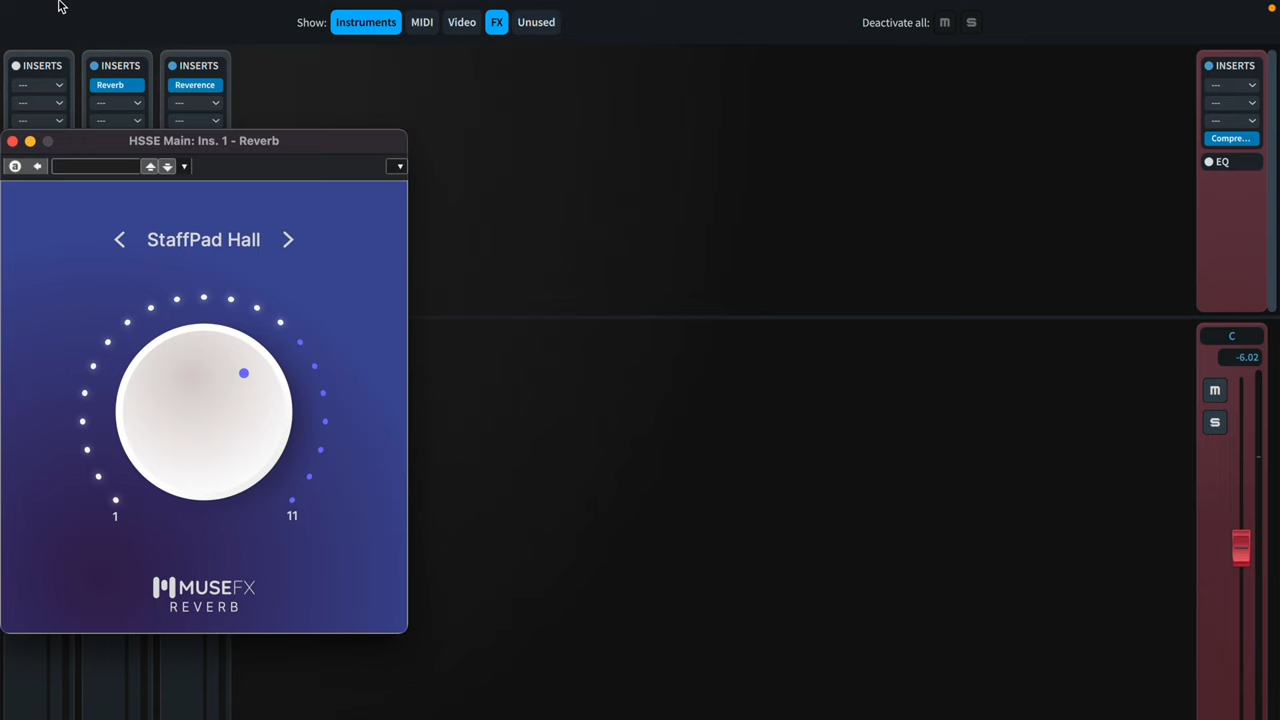 Show: Instruments MIDI Video FX Unused Deactivate all: m s
INSERTS INSERTS INSERTS INSERTS
--- Reverb Reverence ---
--- --- --- ---
--- --- --- ---
Compre...
EQ
HSSE Main: Ins. 1 - Reverb
a
StaffPad Hall
1 11
MUSEFX
REVERB
C
-6.02
m
s